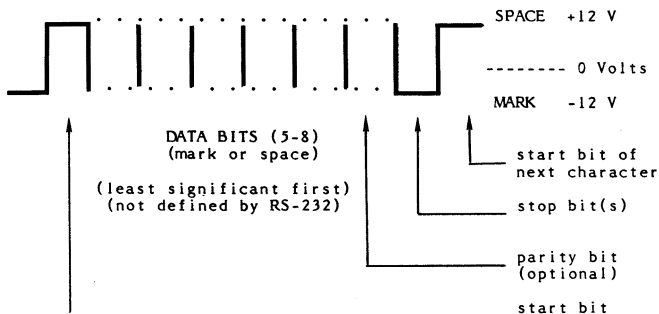 SPACE +12 V
-------- 0 Volts
MARK -12 V
DATA BITS (5-8)
(mark or space)
(least significant first)
(not defined by RS-232)
start bit of
next character
stop bit(s)
parity bit
(optional)
start bit